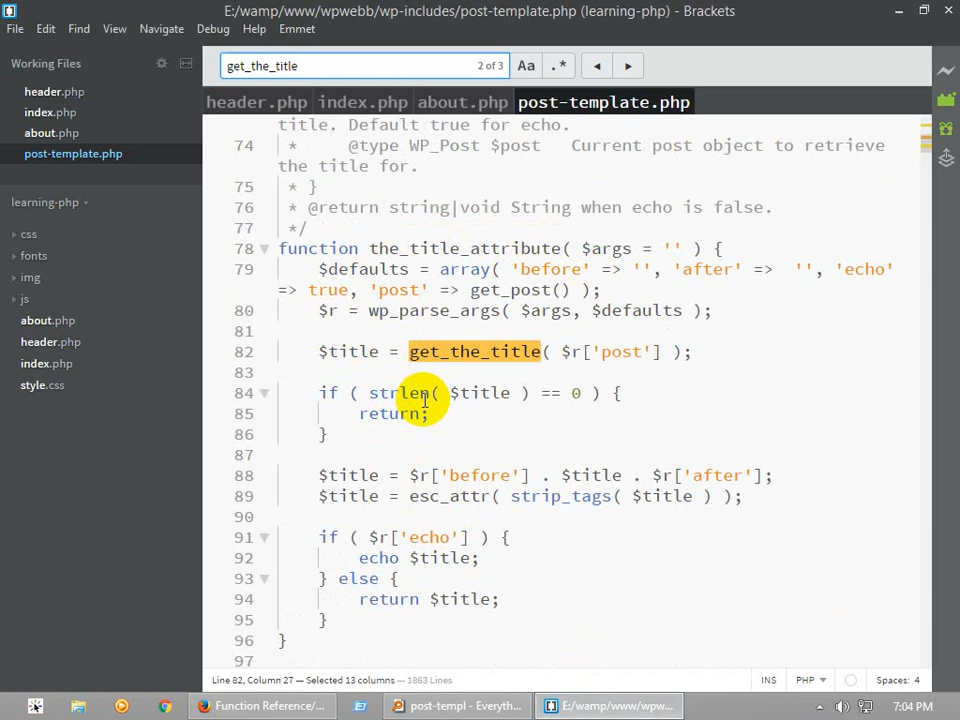 E:/wamp/www/wpwebb/wp-includes/post-template.php (learning-php) - Brackets
File Edit Find View Navigate Debug Help Emmet
Working Files
header.php
index.php
about.php
post-template.php
learning-php
css
fonts
img
js
about.php
header.php
index.php
style.css
get_the_title 2 of 3 Aa .*
header.php index.php about.php post-template.php
title. Default true for echo.
74 * @type WP_Post $post Current post object to retrieve
the title for.
75 * }
76 * @return string|void String when echo is false.
77 */
78 function the_title_attribute( $args = '' ) {
79 $defaults = array( 'before' => '', 'after' => '', 'echo'
=> true, 'post' => get_post() );
80 $r = wp_parse_args( $args, $defaults );
81
82 $title = get_the_title( $r['post'] );
83
84 if ( strlen( $title ) == 0 ) {
85 return;
86 }
87
88 $title = $r['before'] . $title . $r['after'];
89 $title = esc_attr( strip_tags( $title ) );
90
91 if ( $r['echo'] ) {
92 echo $title;
93 } else {
94 return $title;
95 }
96 }
97
Line 82, Column 27 — Selected 13 columns — 1863 Lines INS PHP Spaces: 4
Function Reference/... post-templ - Everyth... E:/wamp/www/wpw... 7:04 PM